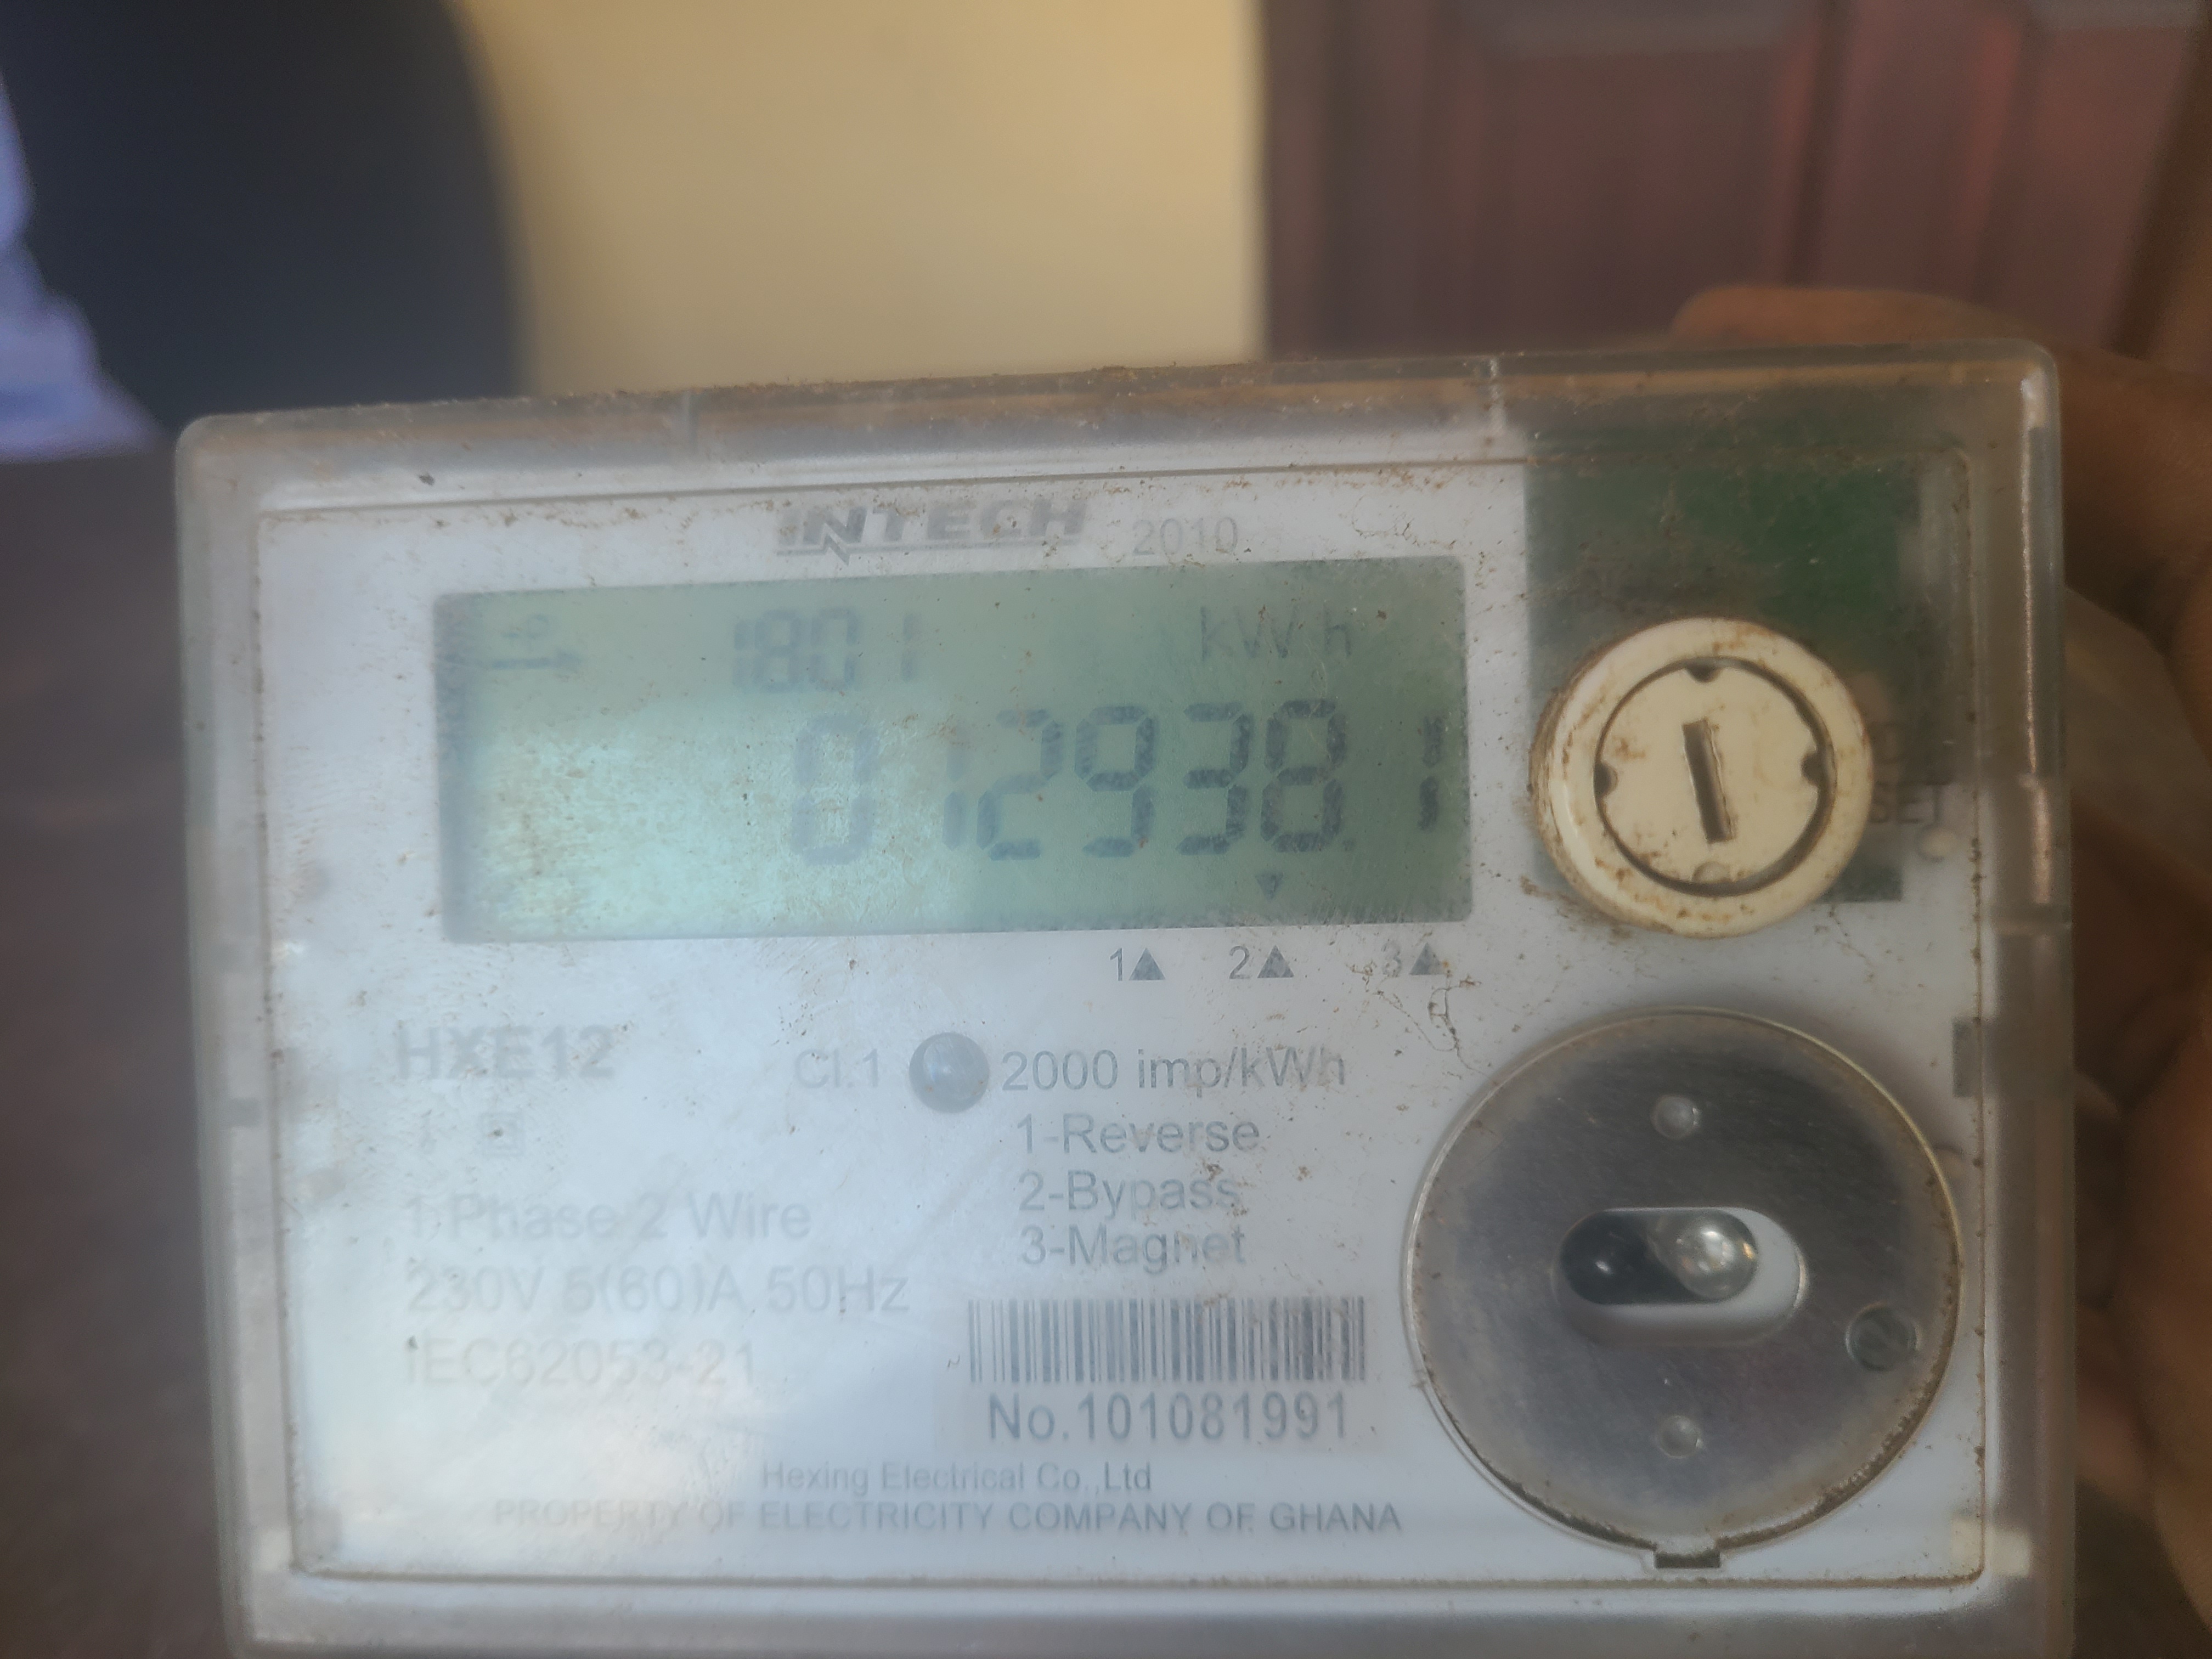 INTECH 2010
1801 kWh
012938.1
1▲ 2▲ 3▲
HXE12
Cl.1 2000 imp/kWh
1-Reverse
2-Bypass
3-Magnet
1 Phase 2 Wire
230V 5(60)A 50Hz
IEC62053-21
No.101081991
Hexing Electrical Co.,Ltd
PROPERTY OF ELECTRICITY COMPANY OF GHANA